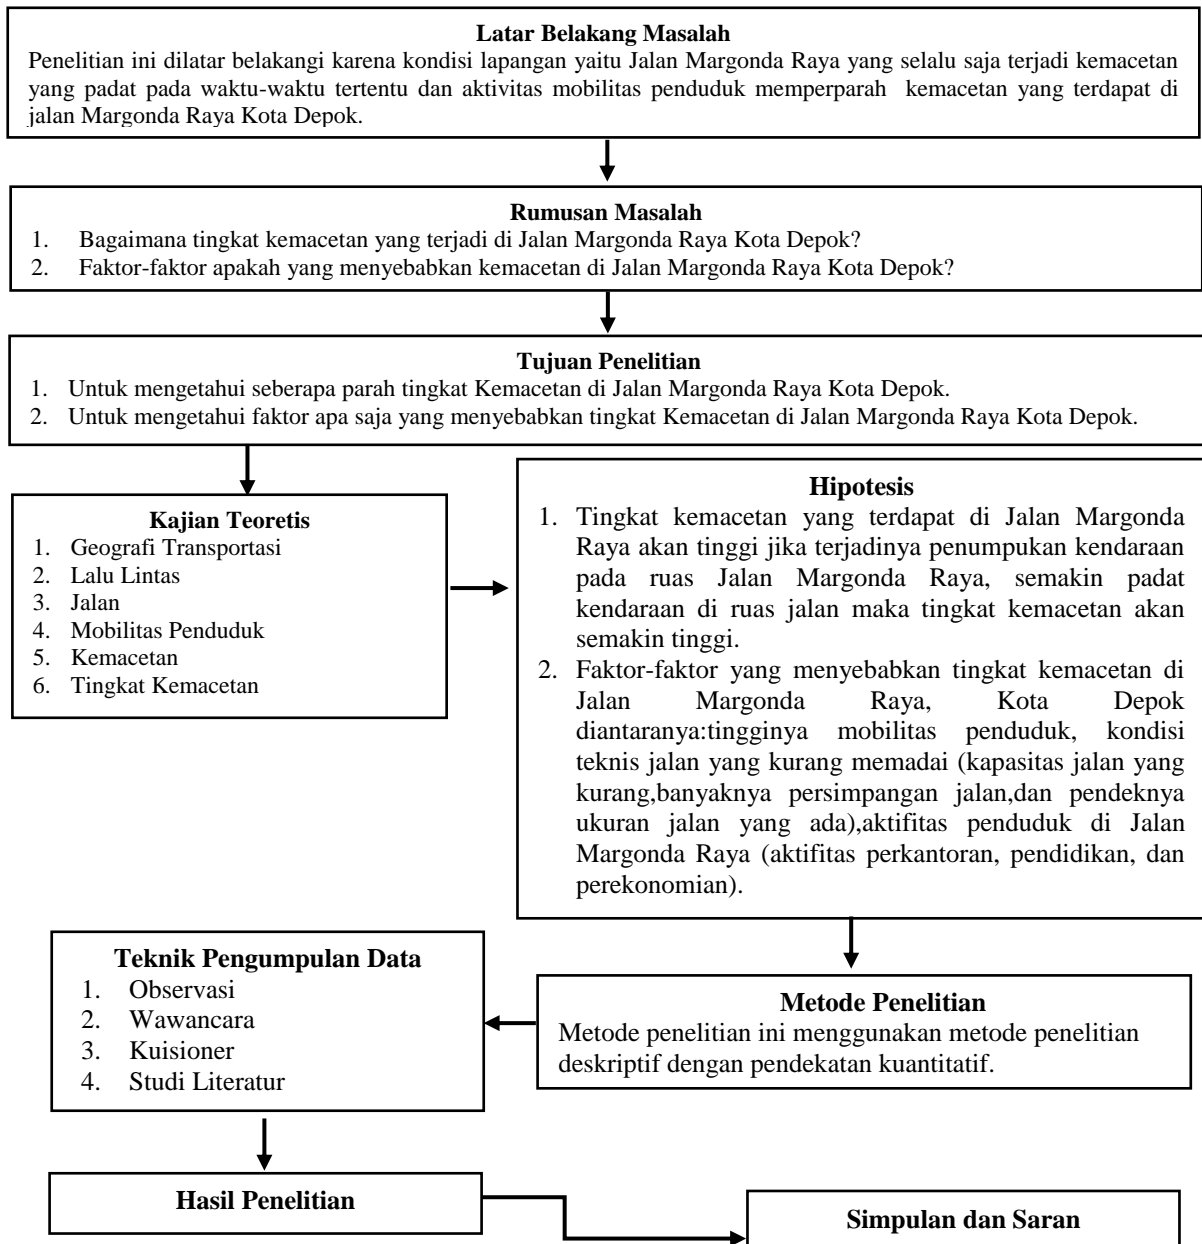 Latar Belakang Masalah
Penelitian ini dilatar belakangi karena kondisi lapangan yaitu Jalan Margonda Raya yang selalu saja terjadi kemacetan
yang padat pada waktu-waktu tertentu dan aktivitas mobilitas penduduk memperparah kemacetan yang terdapat di
jalan Margonda Raya Kota Depok.
Rumusan Masalah
1. Bagaimana tingkat kemacetan yang terjadi di Jalan Margonda Raya Kota Depok?
2. Faktor-faktor apakah yang menyebabkan kemacetan di Jalan Margonda Raya Kota Depok?
Tujuan Penelitian
1. Untuk mengetahui seberapa parah tingkat Kemacetan di Jalan Margonda Raya Kota Depok.
2. Untuk mengetahui faktor apa saja yang menyebabkan tingkat Kemacetan di Jalan Margonda Raya Kota Depok.
Kajian Teoretis
1. Geografi Transportasi
2. Lalu Lintas
3. Jalan
4. Mobilitas Penduduk
5. Kemacetan
6. Tingkat Kemacetan
Hipotesis
1. Tingkat kemacetan yang terdapat di Jalan Margonda
Raya akan tinggi jika terjadinya penumpukan kendaraan
pada ruas Jalan Margonda Raya, semakin padat
kendaraan di ruas jalan maka tingkat kemacetan akan
semakin tinggi.
2. Faktor-faktor yang menyebabkan tingkat kemacetan di
Jalan Margonda Raya, Kota Depok
diantaranya:tingginya mobilitas penduduk, kondisi
teknis jalan yang kurang memadai (kapasitas jalan yang
kurang,banyaknya persimpangan jalan,dan pendeknya
ukuran jalan yang ada),aktifitas penduduk di Jalan
Margonda Raya (aktifitas perkantoran, pendidikan, dan
perekonomian).
Metode Penelitian
Metode penelitian ini menggunakan metode penelitian
deskriptif dengan pendekatan kuantitatif.
Teknik Pengumpulan Data
1. Observasi
2. Wawancara
3. Kuisioner
4. Studi Literatur
Hasil Penelitian
Simpulan dan Saran